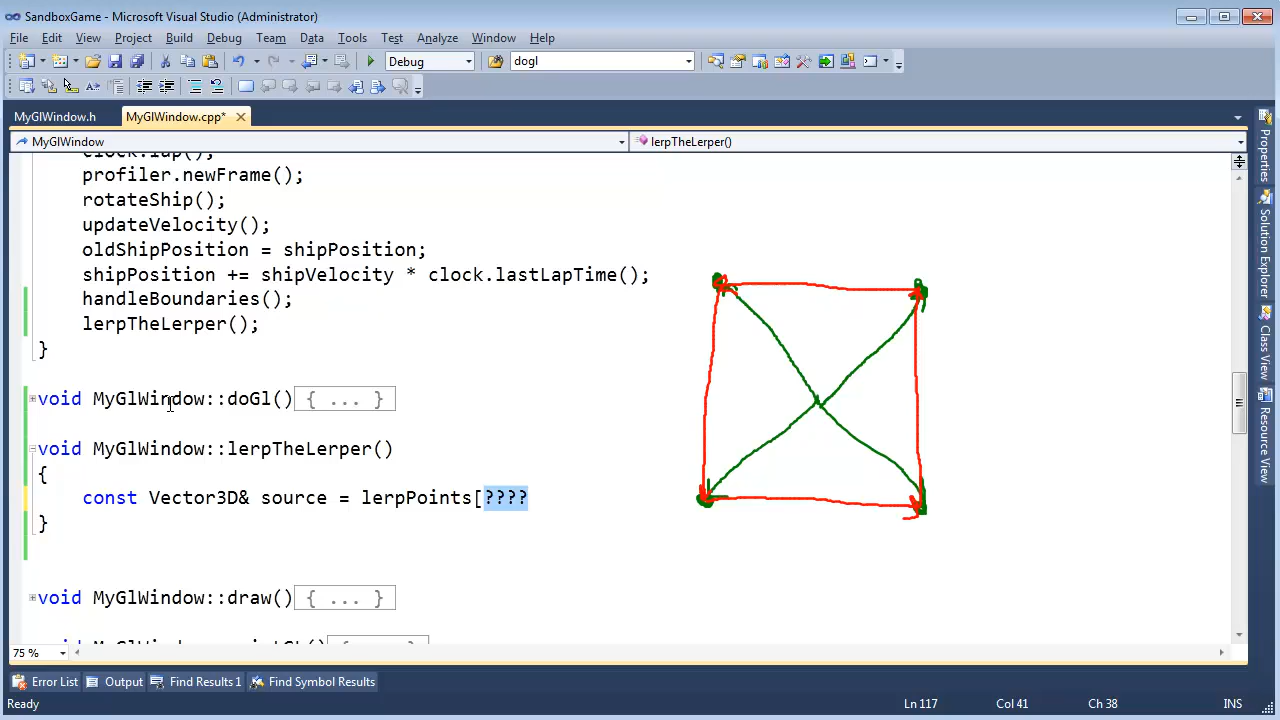 SandboxGame - Microsoft Visual Studio (Administrator)
File Edit View Project Build Debug Team Data Tools Test Analyze Window Help
Debug dogl
MyGlWindow.h MyGlWindow.cpp*
MyGlWindow lerpTheLerper()
clock.lap();
profiler.newFrame();
rotateShip();
updateVelocity();
oldShipPosition = shipPosition;
shipPosition += shipVelocity * clock.lastLapTime();
handleBoundaries();
lerpTheLerper();
}
void MyGlWindow::doGl(){ ... }
void MyGlWindow::lerpTheLerper()
{
const Vector3D& source = lerpPoints[????
}
void MyGlWindow::draw(){ ... }
75 %
Error List Output Find Results 1 Find Symbol Results
Ready Ln 117 Col 41 Ch 38 INS
Properties
Solution Explorer
Class View
Resource View